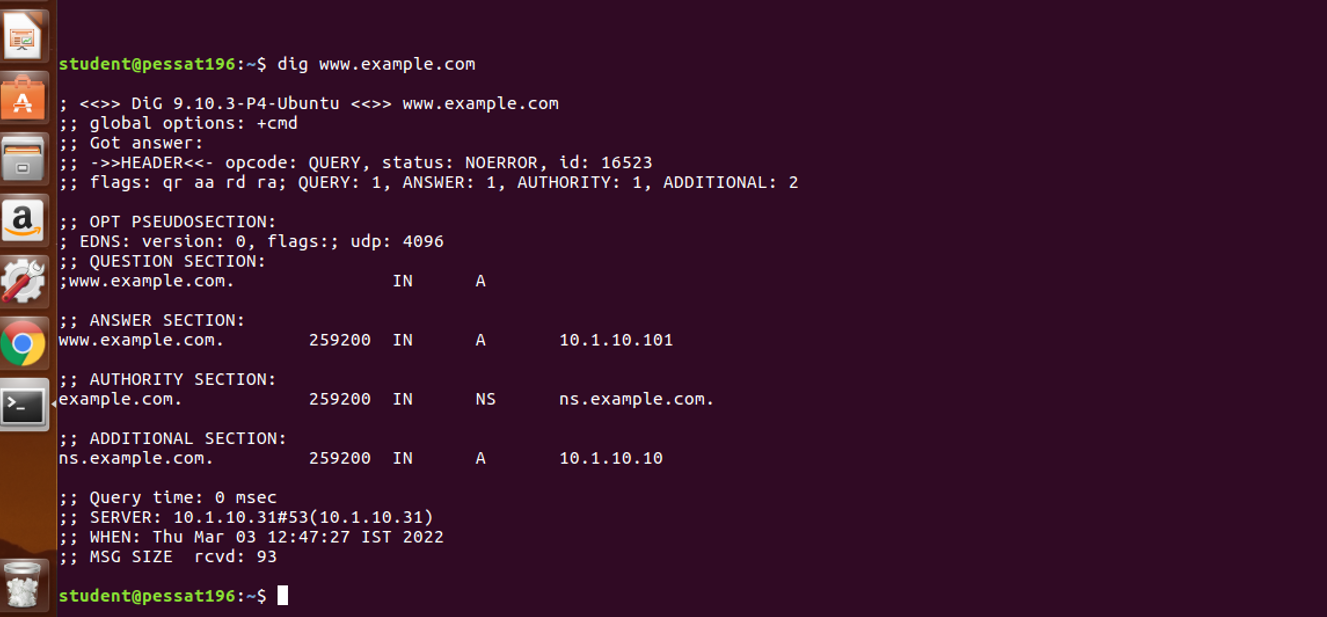 student@pessat196:~$ dig www.example.com

; <<>> DiG 9.10.3-P4-Ubuntu <<>> www.example.com
;; global options: +cmd
;; Got answer:
;; ->>HEADER<<- opcode: QUERY, status: NOERROR, id: 16523
;; flags: qr aa rd ra; QUERY: 1, ANSWER: 1, AUTHORITY: 1, ADDITIONAL: 2

;; OPT PSEUDOSECTION:
; EDNS: version: 0, flags:; udp: 4096
;; QUESTION SECTION:
;www.example.com. IN A

;; ANSWER SECTION:
www.example.com. 259200 IN A 10.1.10.101

;; AUTHORITY SECTION:
example.com. 259200 IN NS ns.example.com.

;; ADDITIONAL SECTION:
ns.example.com. 259200 IN A 10.1.10.10

;; Query time: 0 msec
;; SERVER: 10.1.10.31#53(10.1.10.31)
;; WHEN: Thu Mar 03 12:47:27 IST 2022
;; MSG SIZE  rcvd: 93

student@pessat196:~$